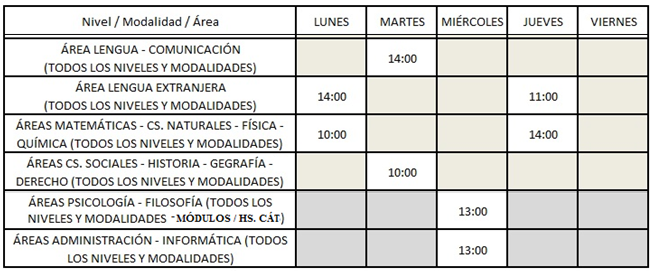 Nivel / Modalidad / Área LUNES MARTES MIÉRCOLES JUEVES VIERNES
ÁREA LENGUA - COMUNICACIÓN
(TODOS LOS NIVELES Y MODALIDADES) 14:00
ÁREA LENGUA EXTRANJERA
(TODOS LOS NIVELES Y MODALIDADES) 14:00 11:00
ÁREAS MATEMÁTICAS - CS. NATURALES - FÍSICA -
QUÍMICA (TODOS LOS NIVELES Y MODALIDADES) 10:00 14:00
ÁREAS CS. SOCIALES - HISTORIA - GEGRAFÍA -
DERECHO (TODOS LOS NIVELES Y MODALIDADES) 10:00
ÁREAS PSICOLOGÍA - FILOSOFÍA (TODOS LOS
NIVELES Y MODALIDADES -MÓDULOS / HS. CÁT) 13:00
ÁREAS ADMINISTRACIÓN - INFORMÁTICA (TODOS
LOS NIVELES Y MODALIDADES) 13:00